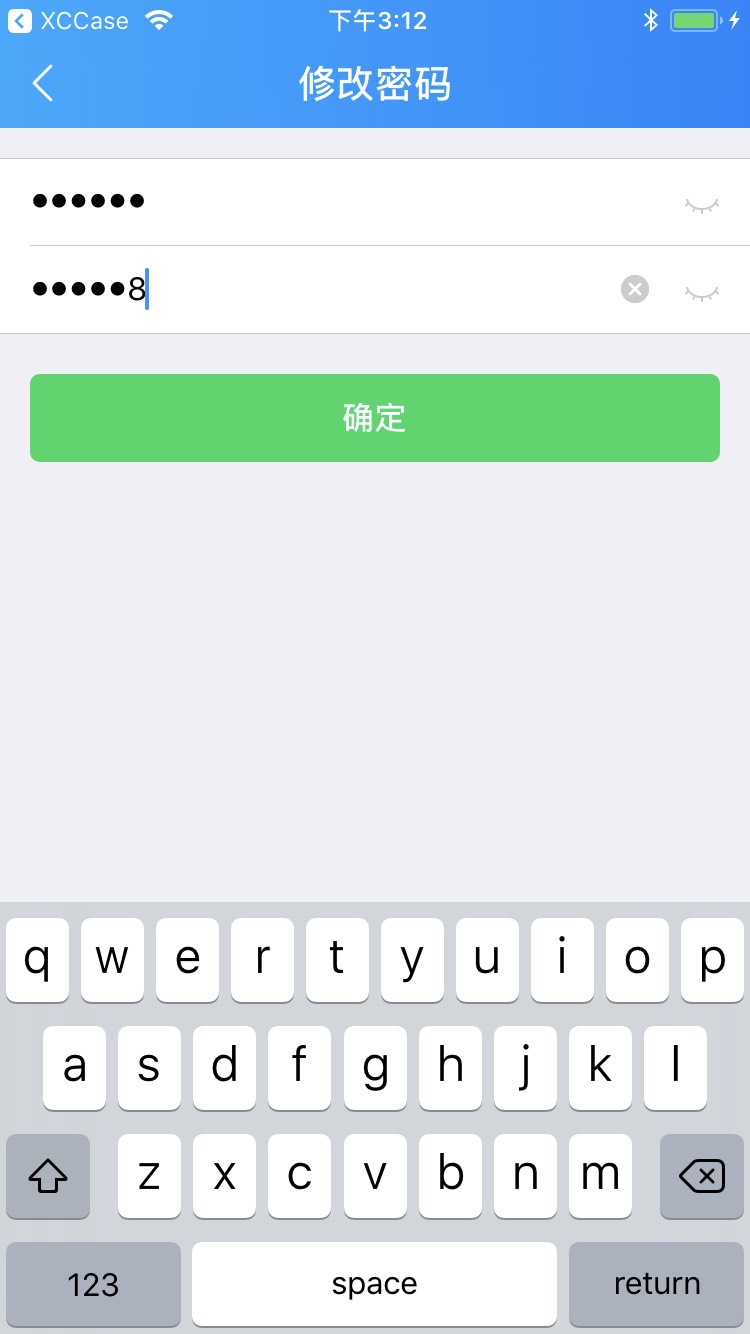 XCCase 下午3:12
修改密码
••••••
•••••8
确定
q w e r t y u i o p
a s d f g h j k l
z x c v b n m
123 space return